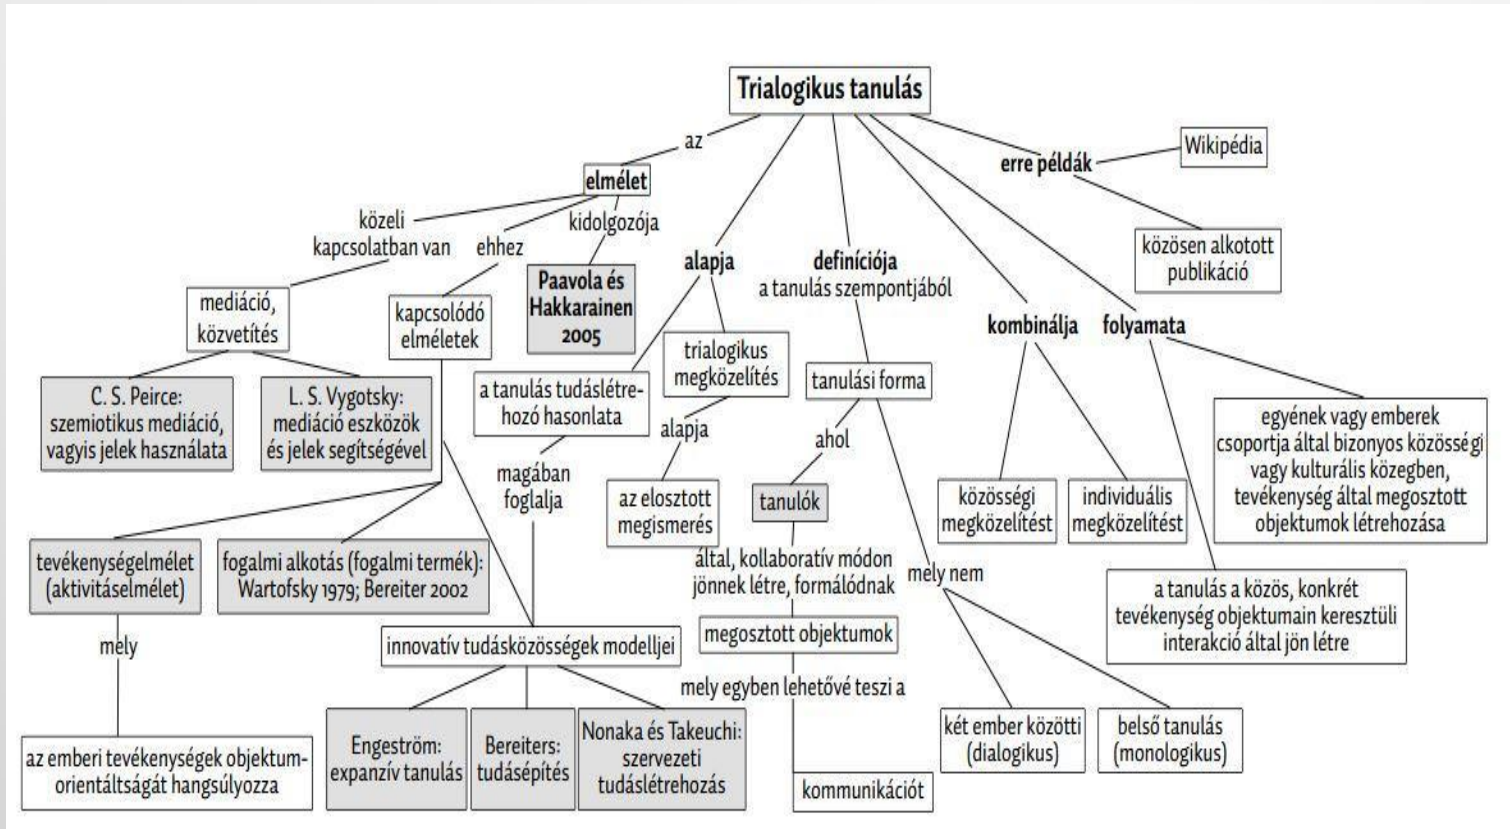 Trialogikus tanulás
az
elmélet
közeli
kapcsolatban van
ehhez
kidolgozója
erre példák
Wikipédia
közösen alkotott
publikáció
mediáció,
közvetítés
kapcsolódó
elméletek
Paavola és
Hakkarainen
2005
alapja
definíciója
a tanulás szempontjából
kombinálja
folyamata
C. S. Peirce:
szemiotikus mediáció,
vagyis jelek használata
L. S. Vygotsky:
mediáció eszközök
és jelek segítségével
a tanulás tudáslétre-
hozó hasonlata
trialogikus
megközelítés
tanulási forma
alapja
ahol
magában
foglalja
az elosztott
megismerés
tanulók
közösségi
megközelítést
individuális
megközelítést
egyének vagy emberek
csoportja által bizonyos közösségi
vagy kulturális közegben,
tevékenység által megosztott
objektumok létrehozása
tevékenységelmélet
(aktivitáselmélet)
fogalmi alkotás (fogalmi termék):
Wartofsky 1979; Bereiter 2002
által, kollaboratív módon
jönnek létre, formálódnak
mely nem
a tanulás a közös, konkrét
tevékenység objektumain keresztüli
interakció által jön létre
mely
innovatív tudásközösségek modelljei
megosztott objektumok
mely egyben lehetővé teszi a
az emberi tevékenységek objektum-
orientáltságát hangsúlyozza
Engeström:
expanzív tanulás
Bereiters:
tudásépítés
Nonaka és Takeuchi:
szervezeti
tudáslétrehozás
kommunikációt
két ember közötti
(dialogikus)
belső tanulás
(monologikus)